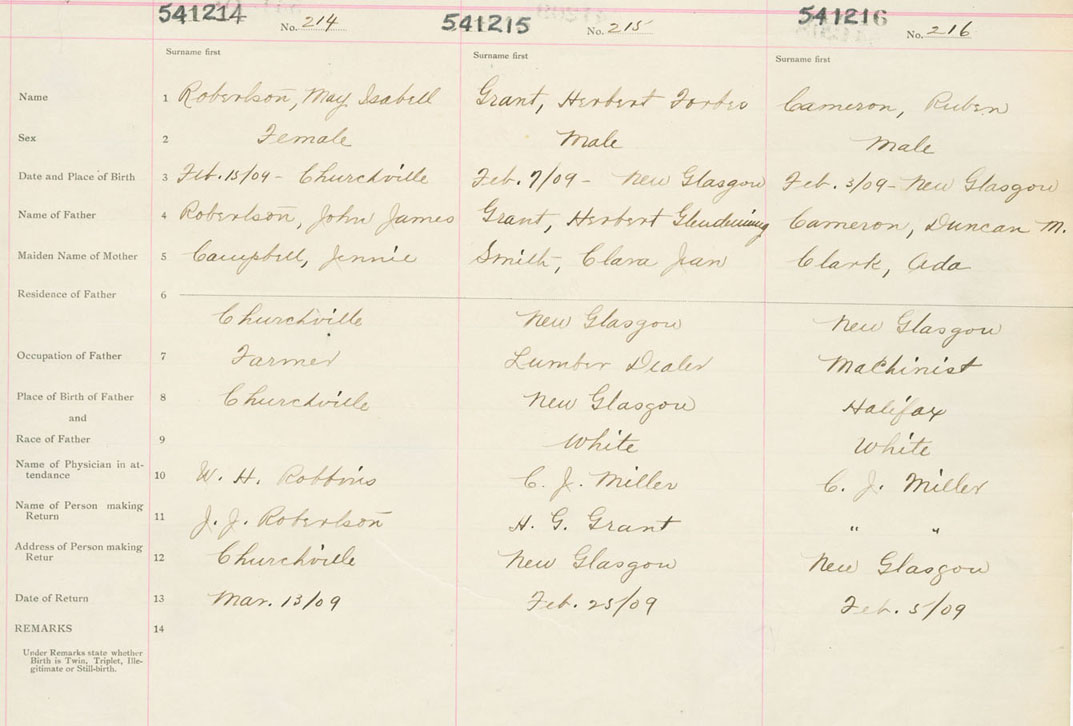 541214 No. 214 541215 No. 215 541216 No. 216
Surname first Surname first Surname first
Name 1 Robertson, May Isabell Grant, Herbert Forbes Cameron, Ruben
Sex 2 Female Male Male
Date and Place of Birth 3 Feb. 15/09 - Churchville Feb. 7/09 - New Glasgow Feb. 3/09 - New Glasgow
Name of Father 4 Robertson, John James Grant, Herbert Glendenning Cameron, Duncan M.
Maiden Name of Mother 5 Campbell, Jennie Smith, Clara Jean Clark, Ada
Residence of Father 6
Churchville New Glasgow New Glasgow
Occupation of Father 7 Farmer Lumber Dealer Machinist
Place of Birth of Father 8 Churchville New Glasgow Halifax
and
Race of Father 9 White White
Name of Physician in at-
tendance 10 W. H. Robbins C. J. Miller C. J. Miller
Name of Person making
Return 11 J. J. Robertson H. G. Grant " "
Address of Person making
Retur 12 Churchville New Glasgow New Glasgow
Date of Return 13 Mar. 13/09 Feb. 25/09 Feb. 5/09
REMARKS 14
Under Remarks state whether
Birth is Twin, Triplet, Ille-
gitimate or Still-birth.